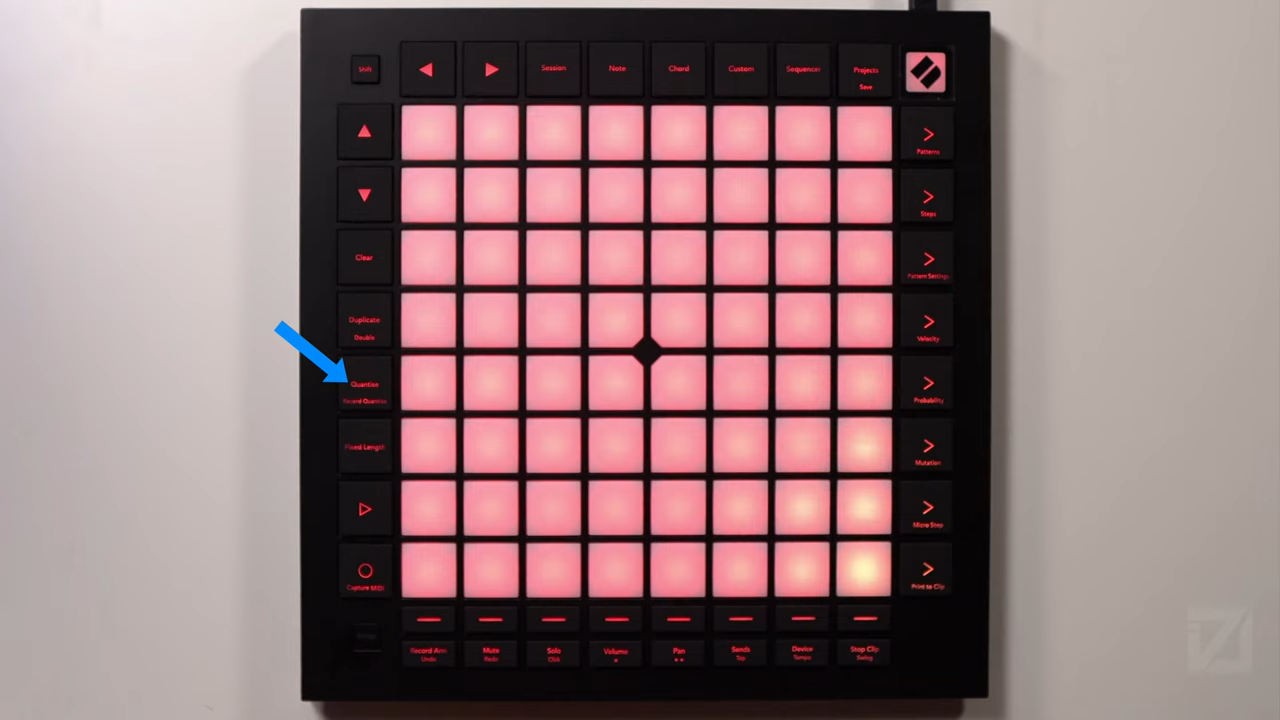 Shift
Session
Note
Chord
Custom
Sequencer
Projects
Save
Patterns
Steps
Clear
Pattern Settings
Duplicate
Double
Velocity
Quantise
Record Quantise
Probability
Fixed Length
Mutation
Micro Step
Capture MIDI
Print to Clip
Setup
Record Arm
Undo
Mute
Redo
Solo
Click
Volume
Pan
Sends
Tap
Device
Tempo
Stop Clip
Swing